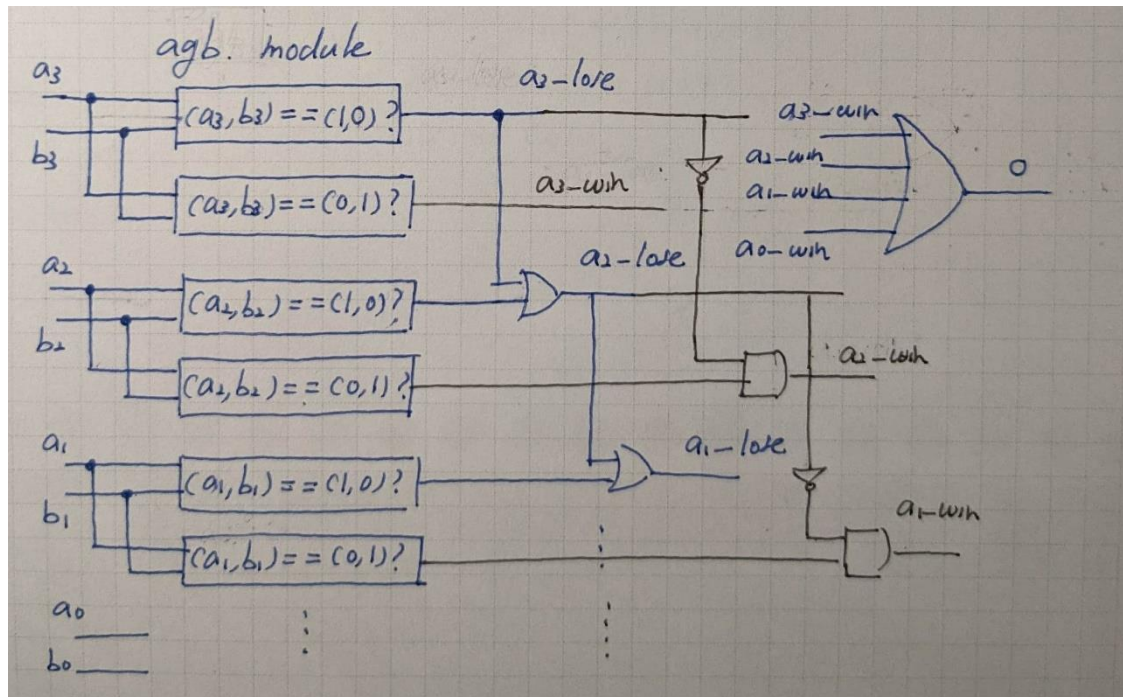 agb. module
a3
b3
(a3,b3)==(1,0)?
a3-lose
(a3,b3)==(0,1)?
a3-win
a3-win
a2-win
a1-win
a0-win
0
a2
b2
(a2,b2)==(1,0)?
a2-lose
(a2,b2)==(0,1)?
a2-win
a1
b1
(a1,b1)==(1,0)?
a1-lose
(a1,b1)==(0,1)?
a1-win
a0
b0